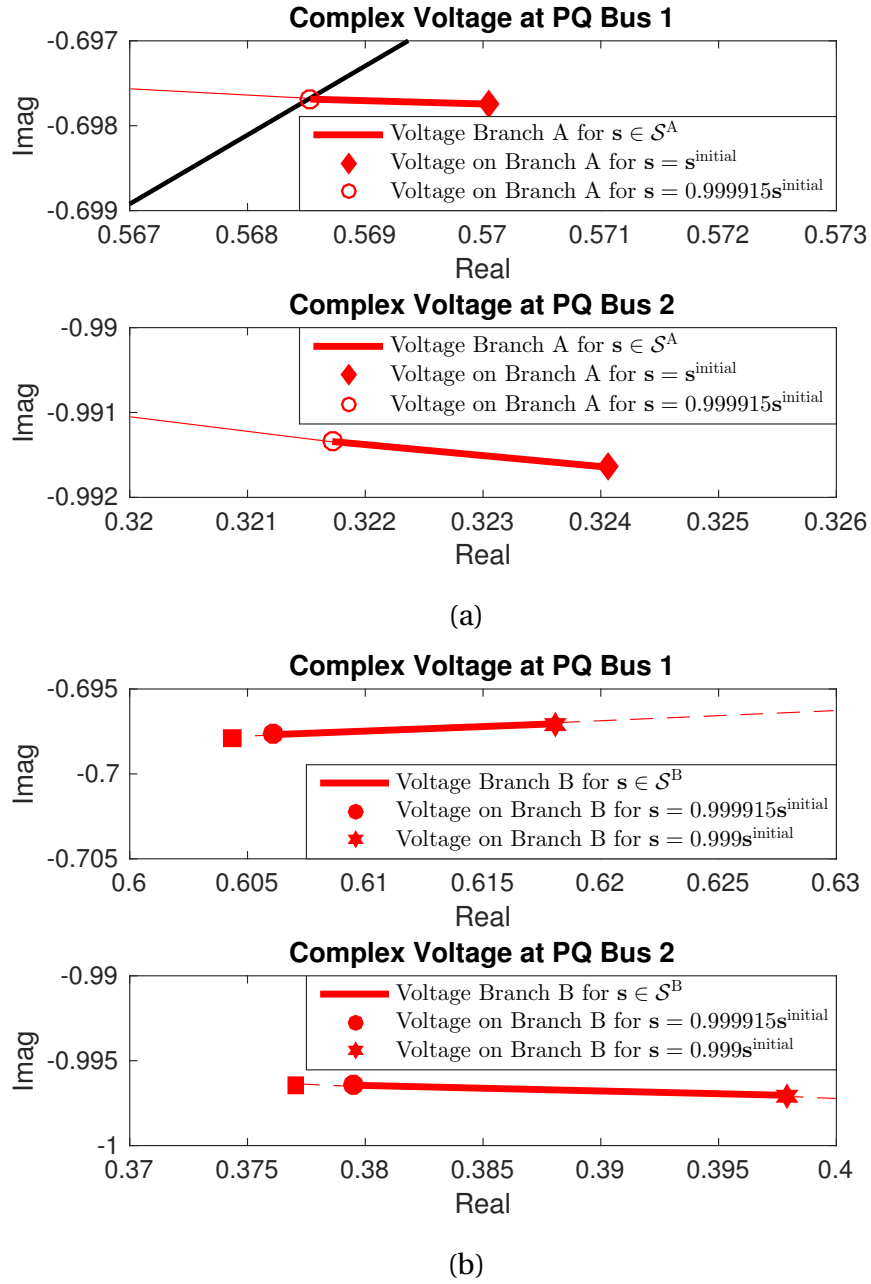 Complex Voltage at PQ Bus 1
-0.697
-0.698
-0.699
Imag
Voltage Branch A for s ∈ 𝒮^A
Voltage on Branch A for s = s^initial
Voltage on Branch A for s = 0.999915s^initial
0.567 0.568 0.569 0.57 0.571 0.572 0.573
Real
Complex Voltage at PQ Bus 2
-0.99
-0.991
-0.992
Imag
Voltage Branch A for s ∈ 𝒮^A
Voltage on Branch A for s = s^initial
Voltage on Branch A for s = 0.999915s^initial
0.32 0.321 0.322 0.323 0.324 0.325 0.326
Real
(a)
Complex Voltage at PQ Bus 1
-0.695
-0.7
-0.705
Imag
Voltage Branch B for s ∈ 𝒮^B
Voltage on Branch B for s = 0.999915s^initial
Voltage on Branch B for s = 0.999s^initial
0.6 0.605 0.61 0.615 0.62 0.625 0.63
Real
Complex Voltage at PQ Bus 2
-0.99
-0.995
-1
Imag
Voltage Branch B for s ∈ 𝒮^B
Voltage on Branch B for s = 0.999915s^initial
Voltage on Branch B for s = 0.999s^initial
0.37 0.375 0.38 0.385 0.39 0.395 0.4
Real
(b)